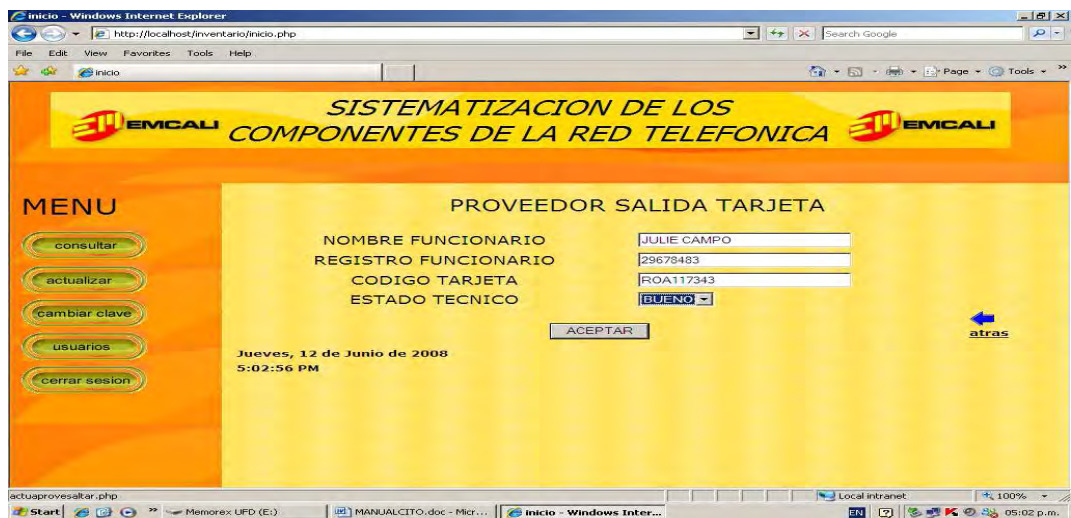 inicio - Windows Internet Explorer
http://localhost/inventario/inicio.php
Search Google
File Edit View Favorites Tools Help
inicio
Page Tools
EMCALI
SISTEMATIZACION DE LOS
COMPONENTES DE LA RED TELEFONICA
EMCALI
MENU
consultar
actualizar
cambiar clave
usuarios
cerrar sesion
PROVEEDOR SALIDA TARJETA
NOMBRE FUNCIONARIO JULIE CAMPO
REGISTRO FUNCIONARIO 29678483
CODIGO TARJETA ROA117343
ESTADO TECNICO BUENO
ACEPTAR
atras
Jueves, 12 de Junio de 2008
5:02:56 PM
actuaprovesaltar.php
Local intranet
100%
Start
Memorex UFD (E:)
MANUALCITO.doc - Micr...
inicio - Windows Inter...
EN
05:02 p.m.